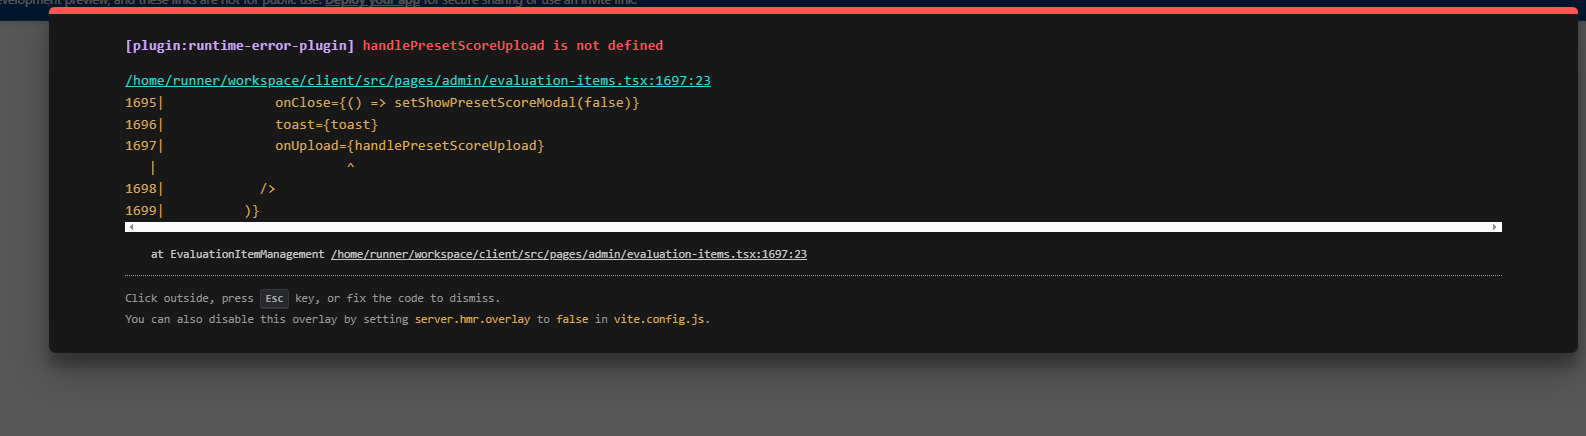 development preview, and these links are not for public use. Deploy your app for secure sharing or use an invite link.
[plugin:runtime-error-plugin] handlePresetScoreUpload is not defined
/home/runner/workspace/client/src/pages/admin/evaluation-items.tsx:1697:23
1695|              onClose={() => setShowPresetScoreModal(false)}
1696|              toast={toast}
1697|              onUpload={handlePresetScoreUpload}
   |                        ^
1698|            />
1699|          )}
at EvaluationItemManagement /home/runner/workspace/client/src/pages/admin/evaluation-items.tsx:1697:23
Click outside, press Esc key, or fix the code to dismiss.
You can also disable this overlay by setting server.hmr.overlay to false in vite.config.js.